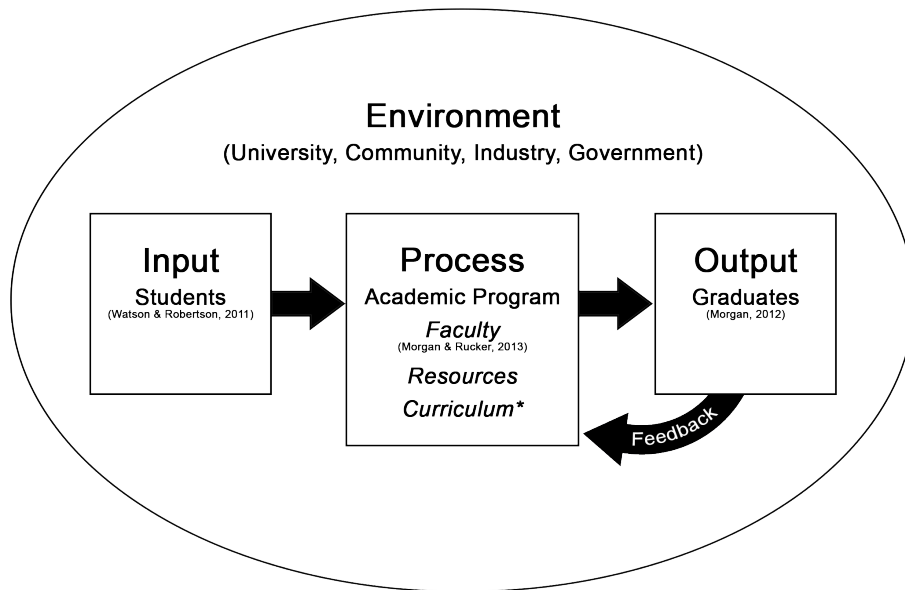 Environment
(University, Community, Industry, Government)
Input
Students
(Watson & Robertson, 2011)
Process
Academic Program
Faculty
(Morgan & Rucker, 2013)
Resources
Curriculum*
Output
Graduates
(Morgan, 2012)
Feedback